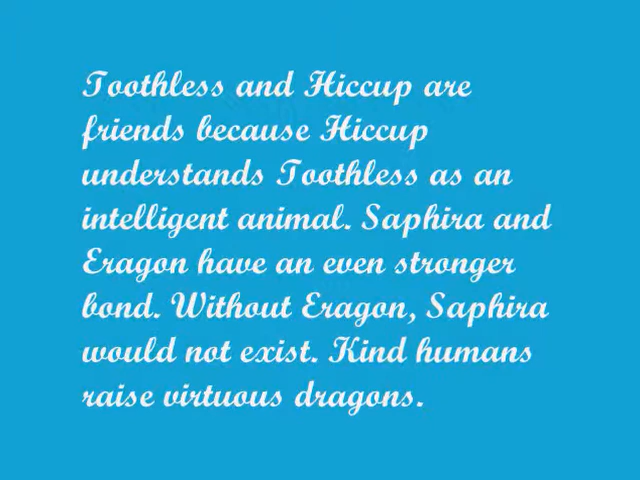 Toothless and Hiccup are
friends because Hiccup
understands Toothless as an
intelligent animal. Saphira and
Eragon have an even stronger
bond. Without Eragon, Saphira
would not exist. Kind humans
raise virtuous dragons.